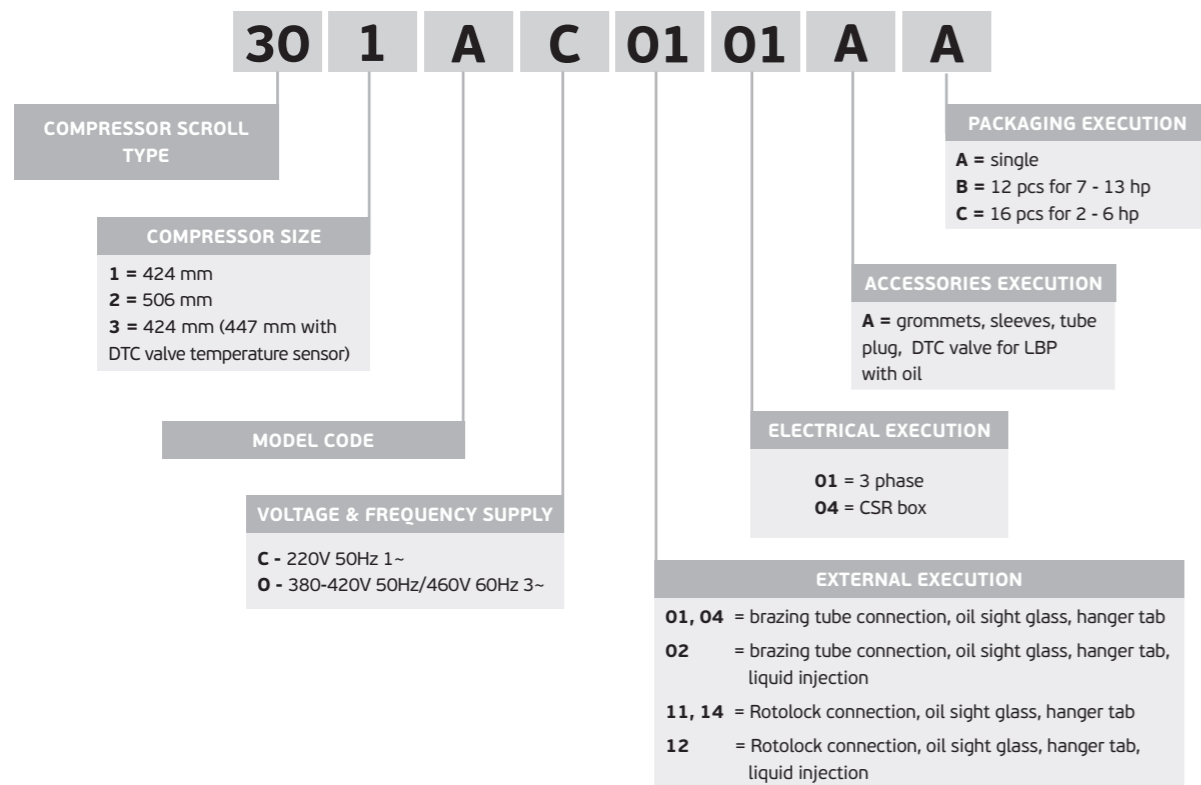 30 1 A C 01 01 A A
COMPRESSOR SCROLL
TYPE
COMPRESSOR SIZE
1 = 424 mm
2 = 506 mm
3 = 424 mm (447 mm with
DTC valve temperature sensor)
MODEL CODE
VOLTAGE & FREQUENCY SUPPLY
C - 220V 50Hz 1~
O - 380-420V 50Hz/460V 60Hz 3~
PACKAGING EXECUTION
A = single
B = 12 pcs for 7 - 13 hp
C = 16 pcs for 2 - 6 hp
ACCESSORIES EXECUTION
A = grommets, sleeves, tube
plug, DTC valve for LBP
with oil
ELECTRICAL EXECUTION
01 = 3 phase
04 = CSR box
EXTERNAL EXECUTION
01, 04 = brazing tube connection, oil sight glass, hanger tab
02 = brazing tube connection, oil sight glass, hanger tab,
liquid injection
11, 14 = Rotolock connection, oil sight glass, hanger tab
12 = Rotolock connection, oil sight glass, hanger tab,
liquid injection